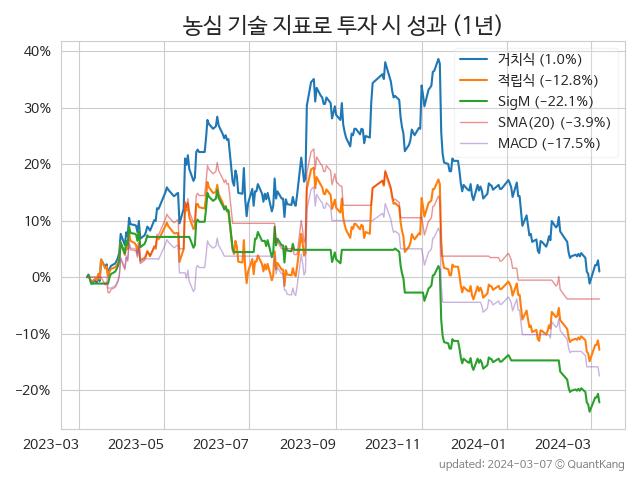 농심 기술 지표로 투자 시 성과 (1년)
40%
30%
20%
10%
0%
−10%
−20%
거치식 (1.0%)
적립식 (−12.8%)
SigM (−22.1%)
SMA(20) (−3.9%)
MACD (−17.5%)
2023-03
2023-05
2023-07
2023-09
2023-11
2024-01
2024-03
updated: 2024-03-07 © QuantKang